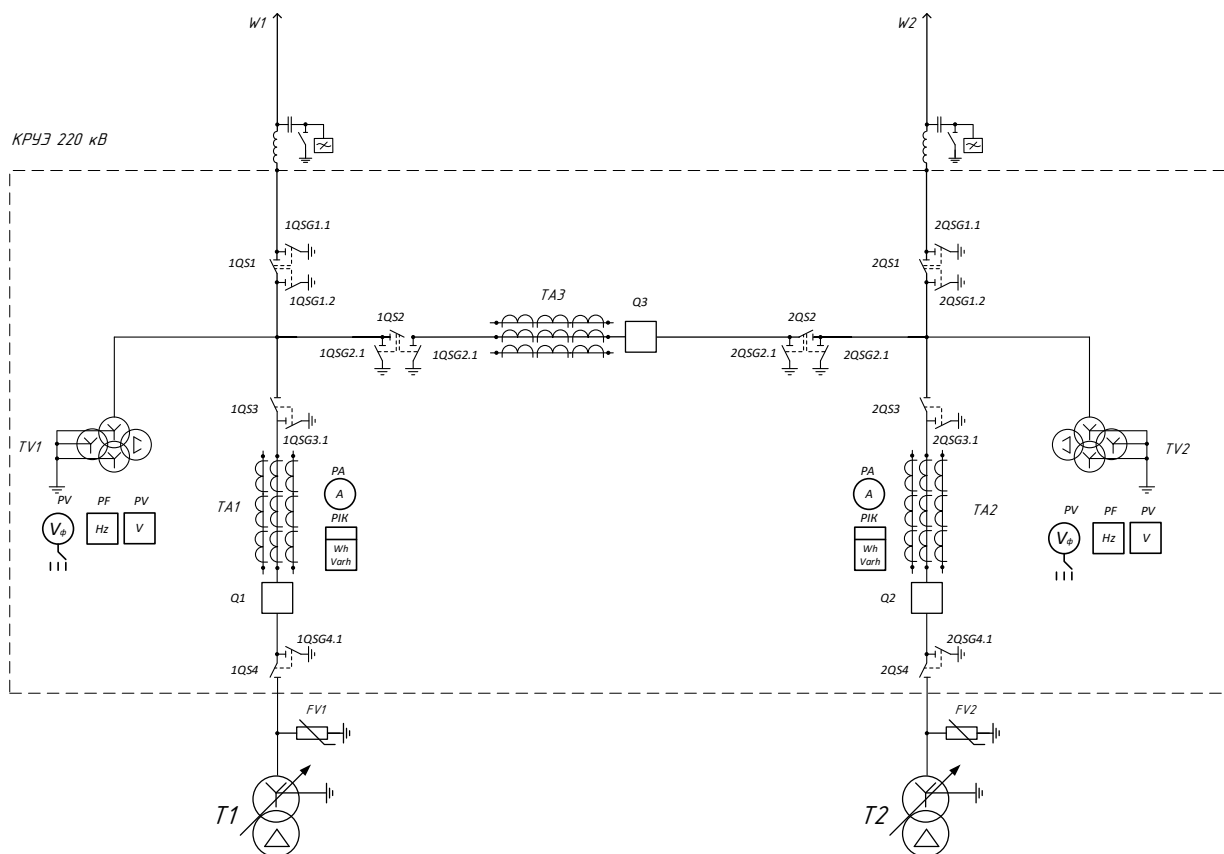 W1
W2
КРУЭ 220 кВ
1QSG1.1
2QSG1.1
1QS1
2QS1
1QSG1.2
2QSG1.2
TA3
Q3
1QS2
2QS2
1QSG2.1
1QSG2.1
2QSG2.1
2QSG2.1
1QS3
2QS3
1QSG3.1
2QSG3.1
TV1
TV2
PV
PF
PV
Vф
Hz
V
TA1
PA
A
PIK
Wh
Varh
PA
A
PIK
Wh
Varh
TA2
PV
PF
PV
Vф
Hz
V
Q1
Q2
1QSG4.1
2QSG4.1
1QS4
2QS4
FV1
FV2
T1
T2